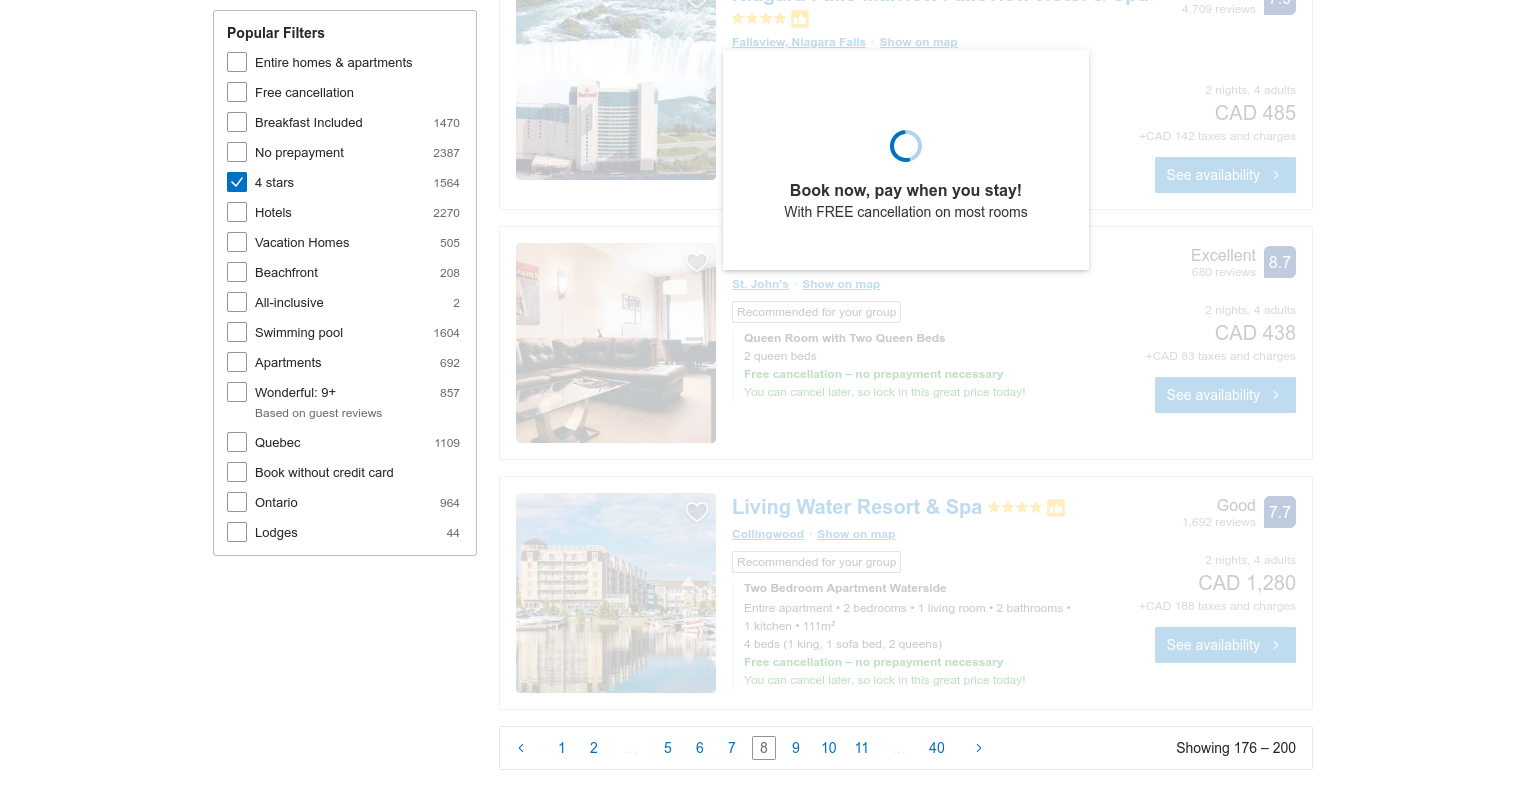 Popular Filters
Entire homes & apartments
Free cancellation
Breakfast Included 1470
No prepayment 2387
4 stars 1564
Hotels 2270
Vacation Homes 505
Beachfront 208
All-inclusive 2
Swimming pool 1604
Apartments 692
Wonderful: 9+ 857
Based on guest reviews
Quebec 1109
Book without credit card
Ontario 964
Lodges 44
4,709 reviews
Fallsview, Niagara Falls · Show on map
2 nights, 4 adults
CAD 485
+CAD 142 taxes and charges
See availability
Book now, pay when you stay!
With FREE cancellation on most rooms
Excellent 8.7
680 reviews
St. John's · Show on map
Recommended for your group
Queen Room with Two Queen Beds
2 queen beds
Free cancellation – no prepayment necessary
You can cancel later, so lock in this great price today!
2 nights, 4 adults
CAD 438
+CAD 83 taxes and charges
See availability
Living Water Resort & Spa
Good 7.7
1,692 reviews
Collingwood · Show on map
Recommended for your group
Two Bedroom Apartment Waterside
Entire apartment • 2 bedrooms • 1 living room • 2 bathrooms •
1 kitchen • 111m²
4 beds (1 king, 1 sofa bed, 2 queens)
Free cancellation – no prepayment necessary
You can cancel later, so lock in this great price today!
2 nights, 4 adults
CAD 1,280
+CAD 188 taxes and charges
See availability
1 2 … 5 6 7 8 9 10 11 … 40
Showing 176 – 200